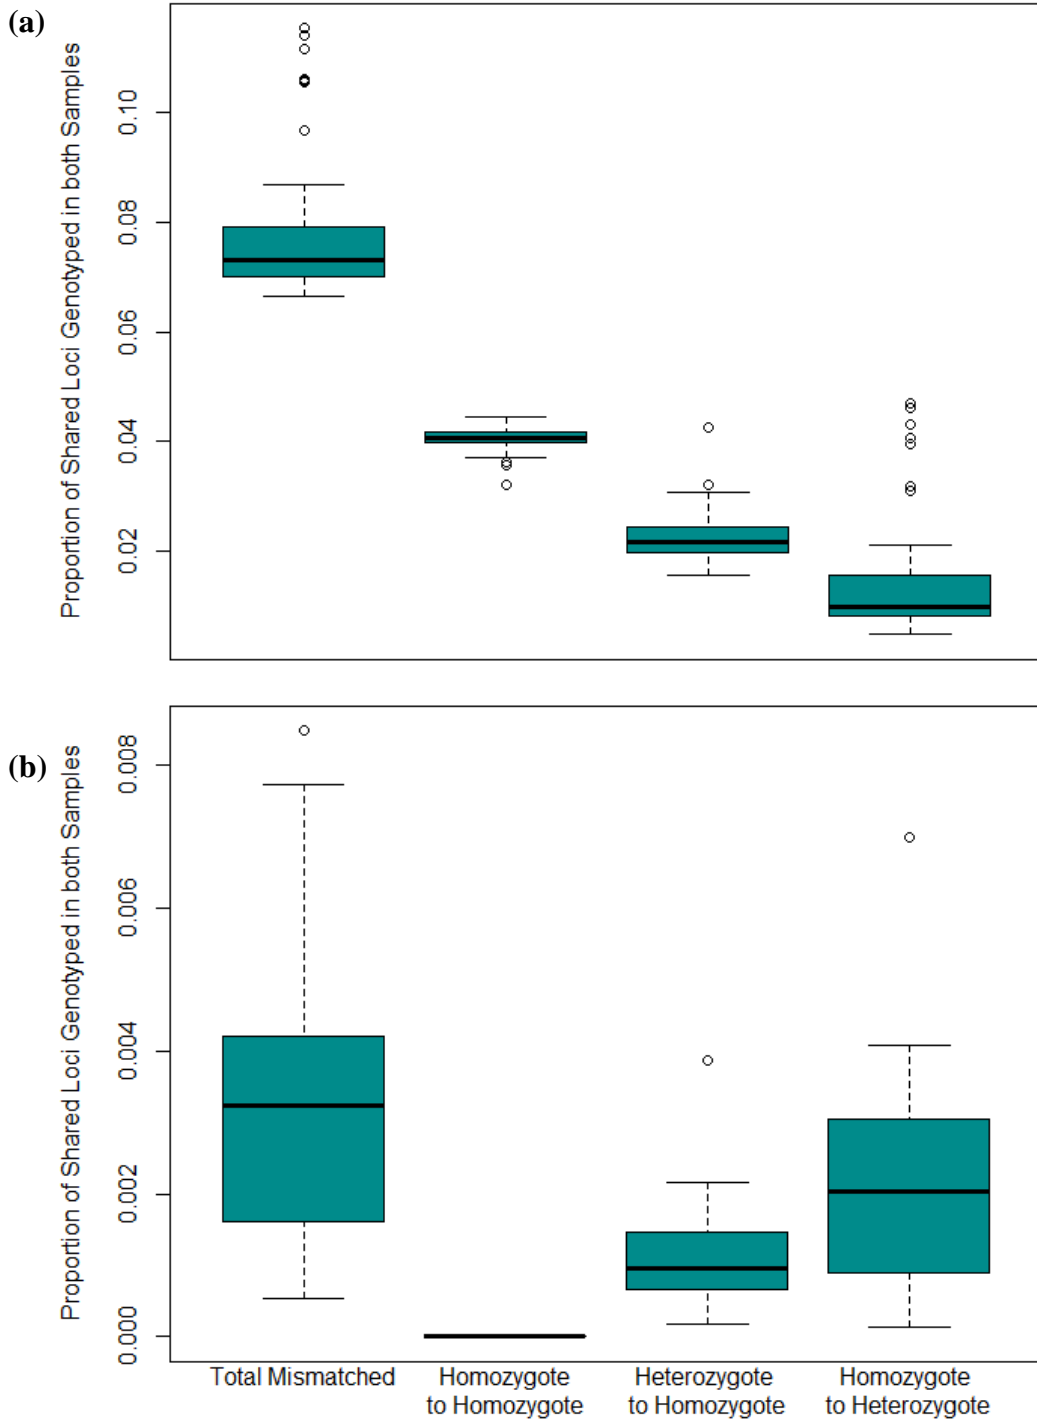 (a)
Proportion of Shared Loci Genotyped in both Samples
0.10
0.08
0.06
0.04
0.02
(b)
Proportion of Shared Loci Genotyped in both Samples
0.008
0.006
0.004
0.002
0.000
Total Mismatched
Homozygote
to Homozygote
Heterozygote
to Homozygote
Homozygote
to Heterozygote